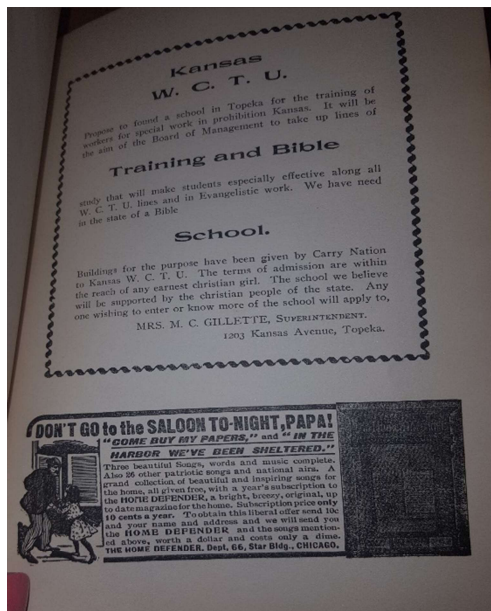 Kansas
W. C. T. U.
Propose to found a school in Topeka for the training of
workers for special work in prohibition Kansas. It will be
the aim of the Board of Management to take up lines of
Training and Bible
study that will make students especially effective along all
W. C. T. U. lines and in Evangelistic work. We have need
in the state of a Bible
School.
Buildings for the purpose have been given by Carry Nation
to Kansas W. C. T. U. The terms of admission are within
the reach of any earnest christian girl. The school we believe
will be supported by the christian people of the state. Any
one wishing to enter or know more of the school will apply to,
MRS. M. C. GILLETTE, SUPERINTENDENT.
1203 Kansas Avenue, Topeka.
DON'T GO to the SALOON TO-NIGHT, PAPA!
"COME BUY MY PAPERS," and "IN THE
HARBOR WE'VE BEEN SHELTERED."
Three beautiful Songs, words and music complete.
Also 26 other patriotic songs and national airs. A
grand collection of beautiful and inspiring songs for
the home, all given free, with a year's subscription to
the HOME DEFENDER, a bright, breezy, original, up
to date magazine for the home. Subscription price only
10 cents a year. To obtain this liberal offer send 10c
and your name and address and we will send you
the HOME DEFENDER and the songs mention-
ed above, worth a dollar and costs only a dime.
THE HOME DEFENDER. Dept, 66, Star Bldg., CHICAGO.